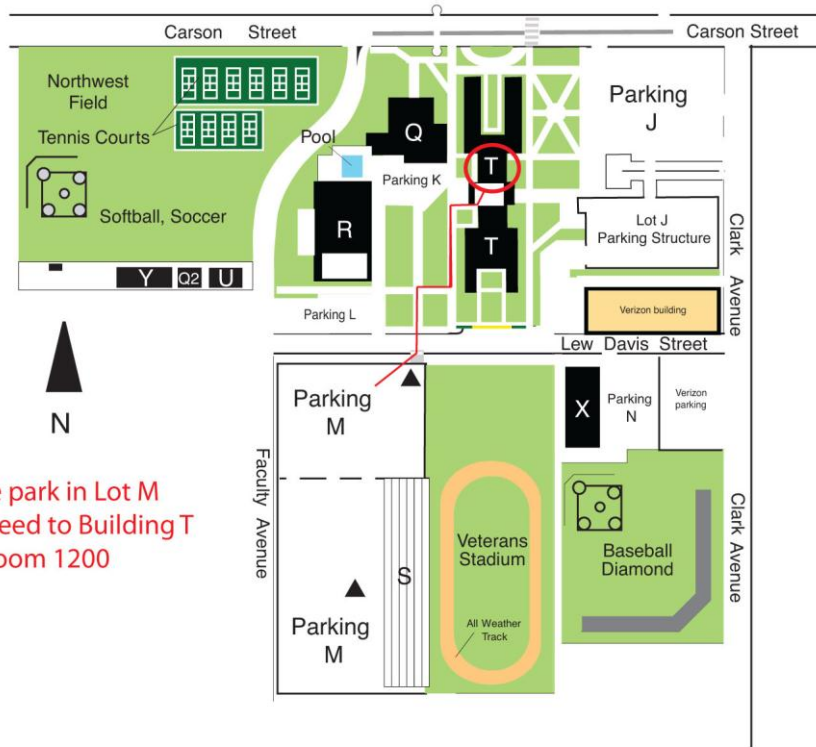 Carson Street
Carson Street
Northwest
Field
Tennis Courts
Pool
Q
Parking K
T
Parking
J
Softball, Soccer
R
T
Lot J
Parking Structure
Clark Avenue
Y
Q2
U
Parking L
Verizon building
Lew Davis Street
N
Parking
M
X
Parking
N
Verizon
parking
Faculty Avenue
park in Lot M
eed to Building T
oom 1200
S
Veterans
Stadium
Baseball
Diamond
Clark Avenue
Parking
M
All Weather
Track